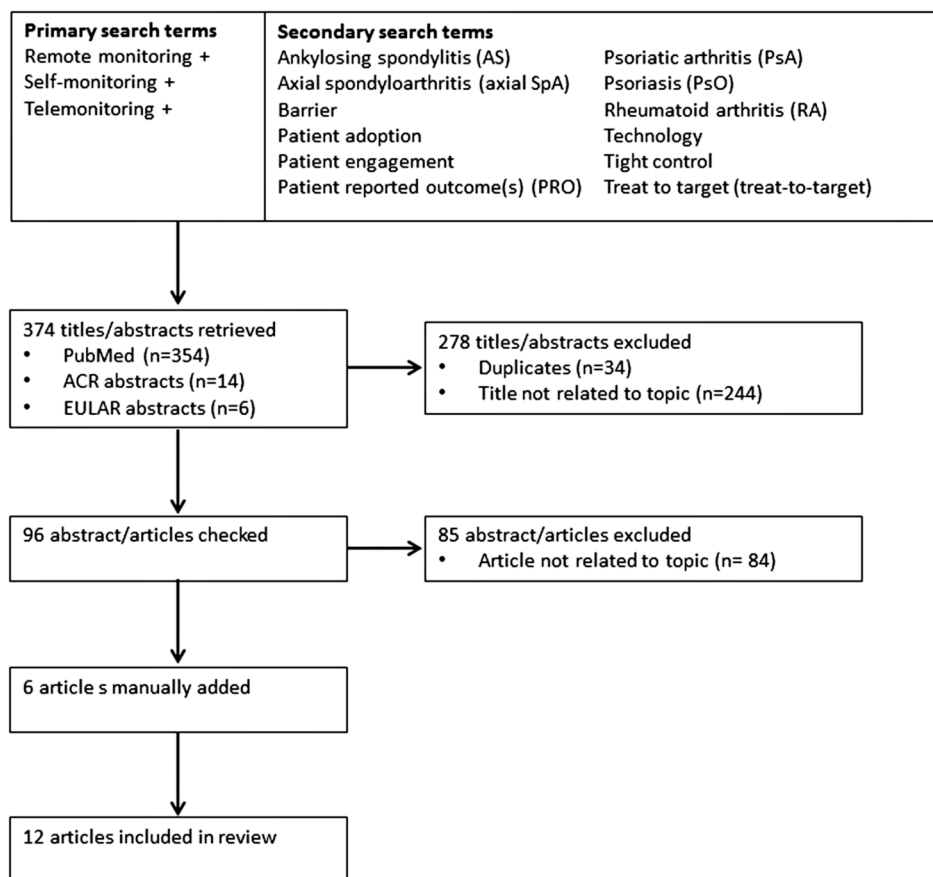 Primary search terms
Remote monitoring +
Self-monitoring +
Telemonitoring +
Secondary search terms
Ankylosing spondylitis (AS)
Axial spondyloarthritis (axial SpA)
Barrier
Patient adoption
Patient engagement
Patient reported outcome(s) (PRO)
Psoriatic arthritis (PsA)
Psoriasis (PsO)
Rheumatoid arthritis (RA)
Technology
Tight control
Treat to target (treat-to-target)
374 titles/abstracts retrieved
• PubMed (n=354)
• ACR abstracts (n=14)
• EULAR abstracts (n=6)
278 titles/abstracts excluded
• Duplicates (n=34)
• Title not related to topic (n=244)
96 abstract/articles checked
85 abstract/articles excluded
• Article not related to topic (n= 84)
6 article s manually added
12 articles included in review